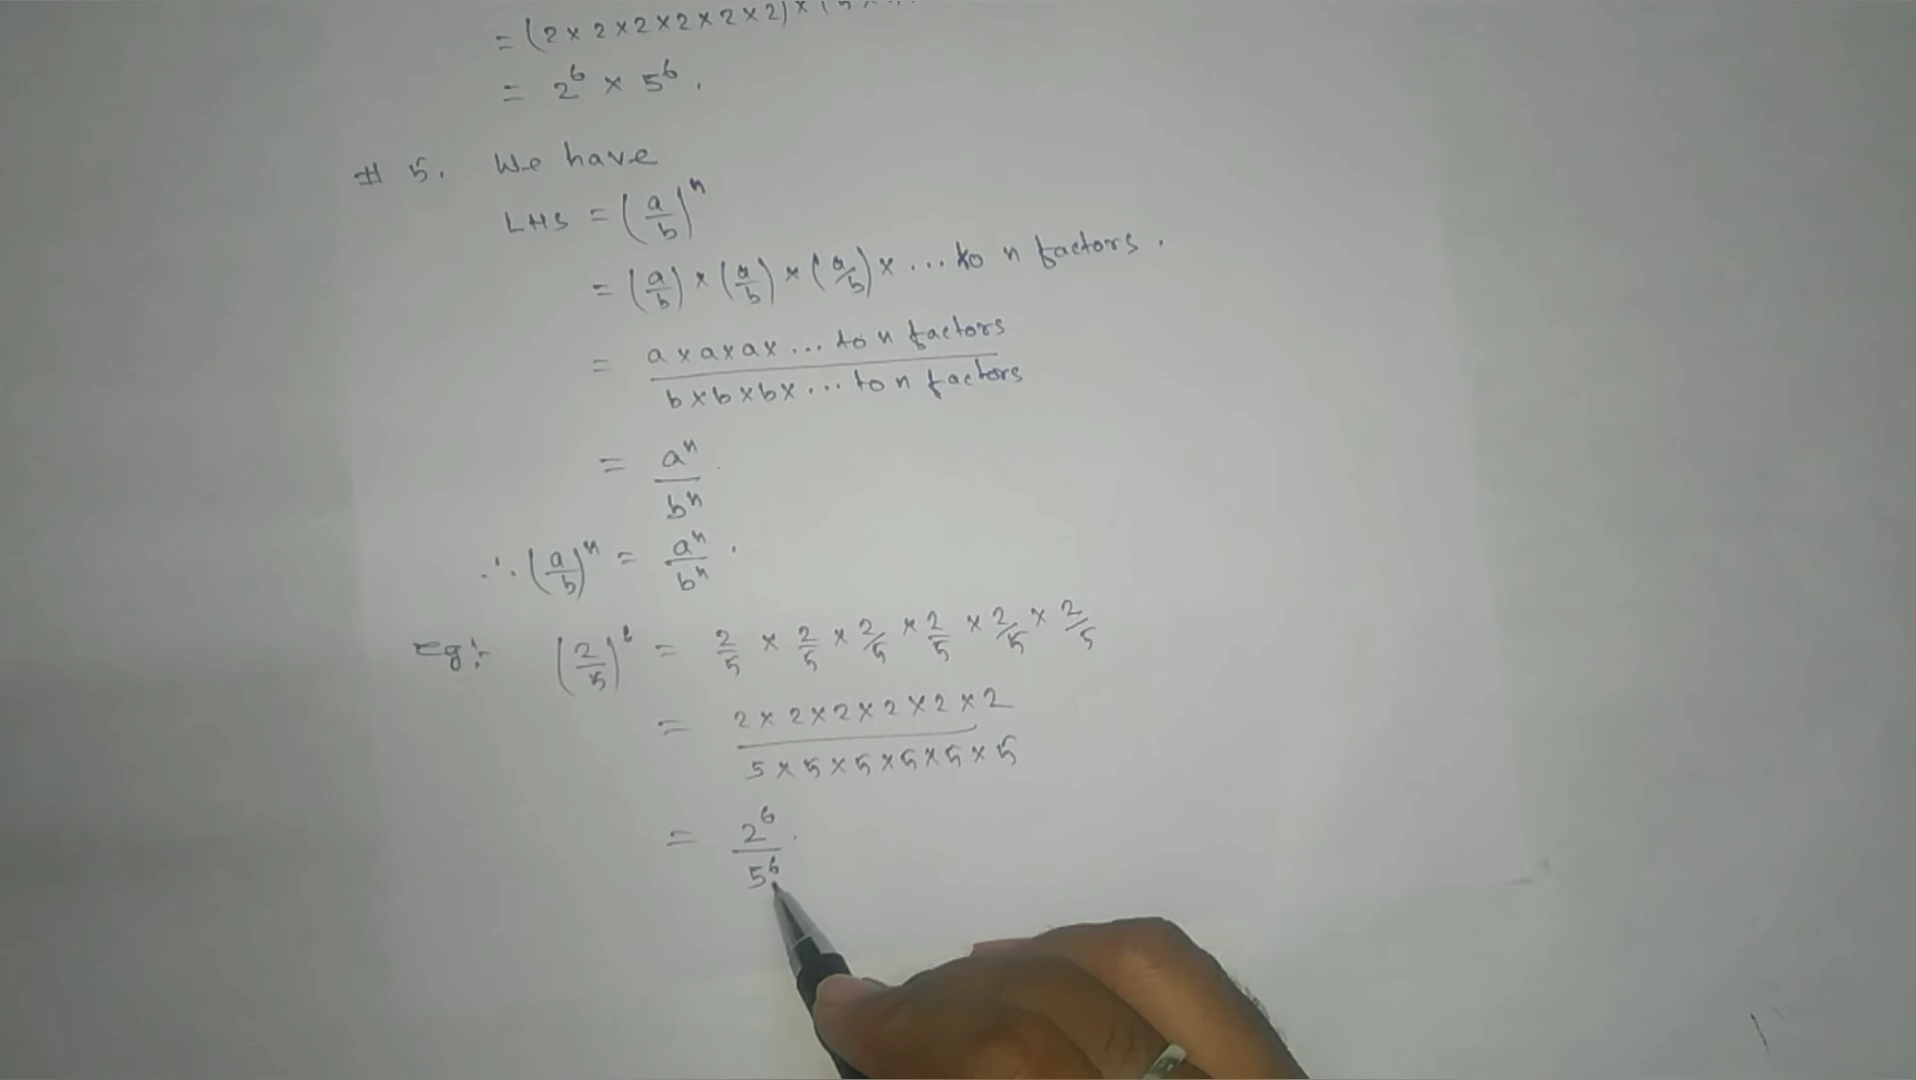 = (2 × 2 × 2 × 2 × 2 × 2) × (5 ×
= 2⁶ × 5⁶.
# 5. We have
LHS = (a/b)ⁿ
= (a/b) × (a/b) × (a/b) × ... to n factors.
= a × a × a × ... to n factors
b × b × b × ... to n factors
= aⁿ/bⁿ.
∴ (a/b)ⁿ = aⁿ/bⁿ.
Eg:- (2/5)⁶ = 2/5 × 2/5 × 2/5 × 2/5 × 2/5 × 2/5
= 2 × 2 × 2 × 2 × 2 × 2
5 × 5 × 5 × 5 × 5 × 5
= 2⁶/5⁶.